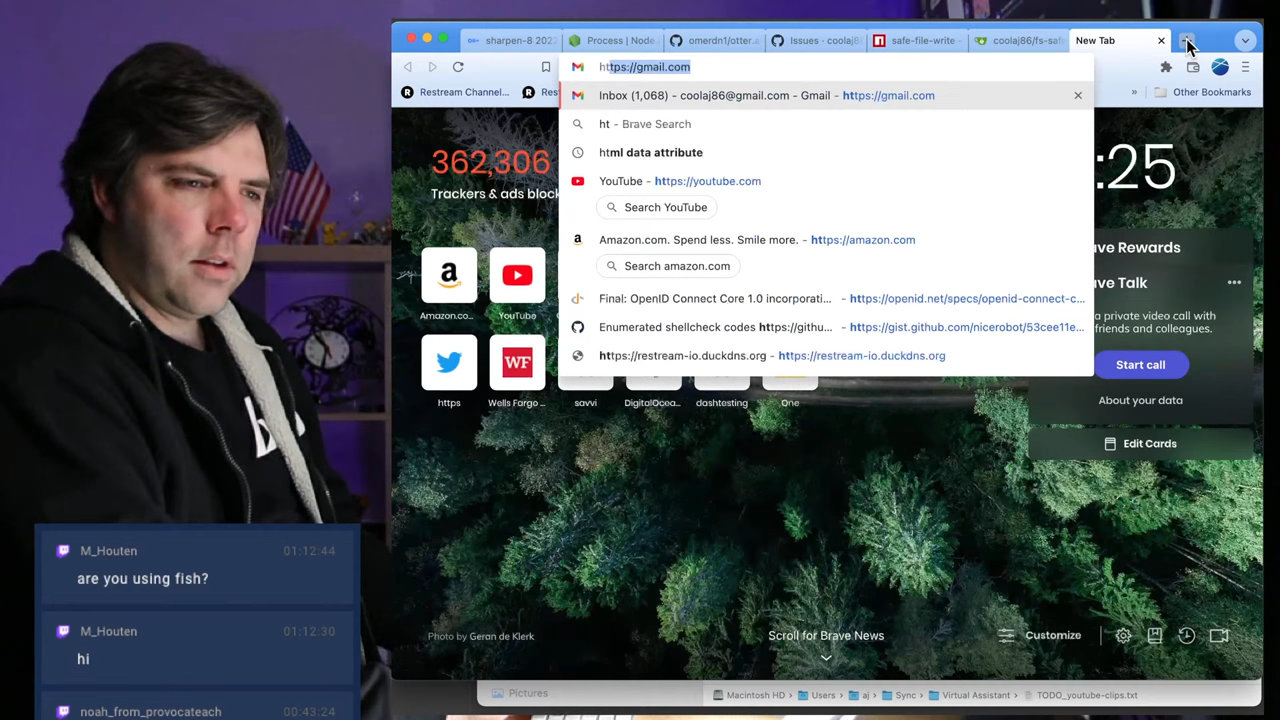 sharpen-8 202
Process | Node.
omerdn1/otter.a
Issues · coolaj8
safe-file-write -
coolaj86/fs-safe
New Tab
https://gmail.com
Restream Channel...
Other Bookmarks
Inbox (1,068) - coolaj86@gmail.com - Gmail - https://gmail.com
ht - Brave Search
html data attribute
YouTube - https://youtube.com
Search YouTube
Amazon.com. Spend less. Smile more. - https://amazon.com
Search amazon.com
Final: OpenID Connect Core 1.0 incorporati... - https://openid.net/specs/openid-connect-c...
Enumerated shellcheck codes https://githu... - https://gist.github.com/nicerobot/53cee11e...
https://restream-io.duckdns.org - https://restream-io.duckdns.org
362,306
Trackers & ads block
:25
ave Rewards
ave Talk
a private video call with
friends and colleagues.
Start call
About your data
Edit Cards
Amazon.co...
YouTube
https
WF
Wells Fargo ...
savvi
DigitalOcea...
dashtesting
One
Photo by Geran de Klerk
Scroll for Brave News
Customize
Pictures
Macintosh HD > Users > aj > Sync > Virtual Assistant > TODO_youtube-clips.txt
M_Houten 01:12:44
are you using fish?
M_Houten 01:12:30
hi
noah_from_provocateach 00:43:24